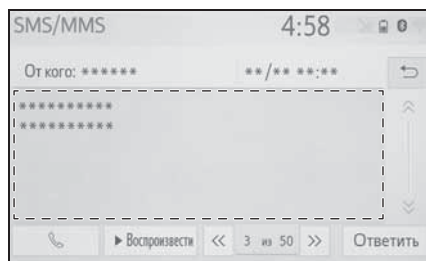 SMS/MMS 4:58
От кого: ****** **/** **:**
**********
**********
Воспроизвести 3 из 50 Ответить